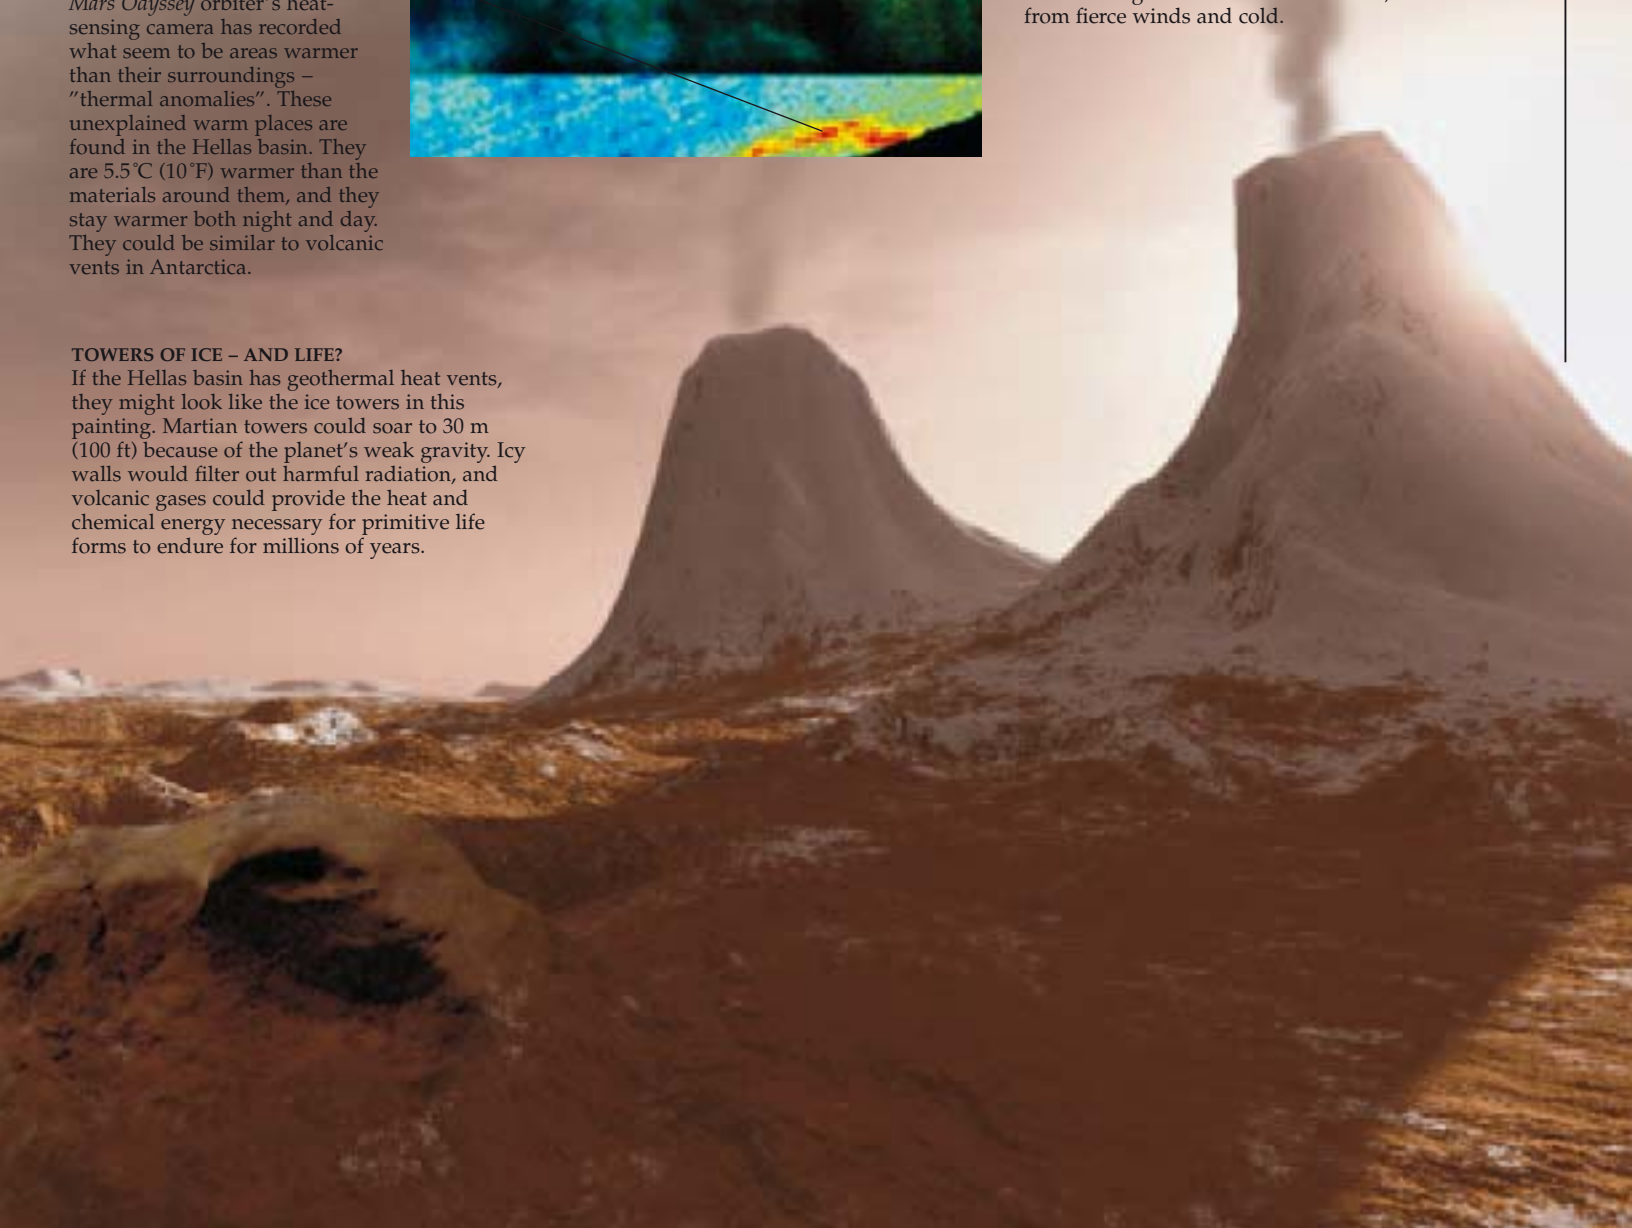 Mars Odyssey orbiter's heat-
sensing camera has recorded
what seem to be areas warmer
than their surroundings –
"thermal anomalies". These
unexplained warm places are
found in the Hellas basin. They
are 5.5˚C (10˚F) warmer than the
materials around them, and they
stay warmer both night and day.
They could be similar to volcanic
vents in Antarctica.
from fierce winds and cold.
TOWERS OF ICE – AND LIFE?
If the Hellas basin has geothermal heat vents,
they might look like the ice towers in this
painting. Martian towers could soar to 30 m
(100 ft) because of the planet's weak gravity. Icy
walls would filter out harmful radiation, and
volcanic gases could provide the heat and
chemical energy necessary for primitive life
forms to endure for millions of years.